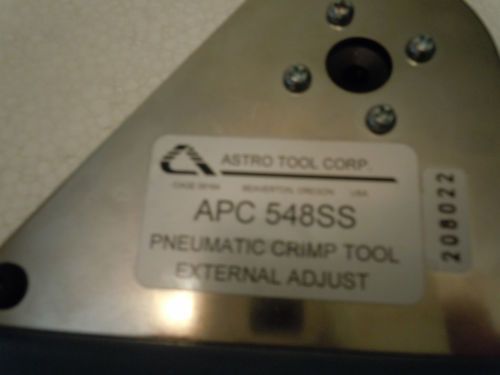 ASTRO TOOL CORP.
BEAVERTON, OREGON USA
APC 548SS
PNEUMATIC CRIMP TOOL
EXTERNAL ADJUST
208022